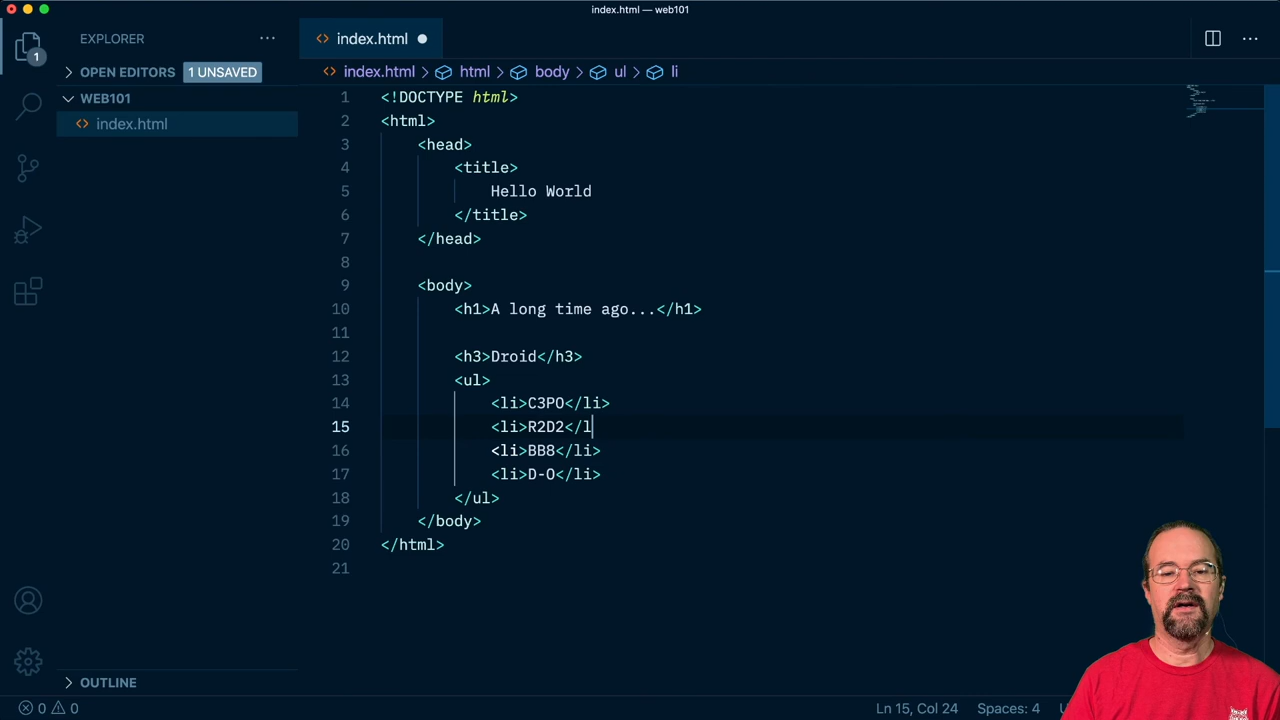 index.html — web101
EXPLORER
index.html
1
OPEN EDITORS 1 UNSAVED
index.html > html > body > ul > li
WEB101
index.html
1 <!DOCTYPE html>
2 <html>
3 <head>
4 <title>
5 Hello World
6 </title>
7 </head>
8
9 <body>
10 <h1>A long time ago...</h1>
11
12 <h3>Droid</h3>
13 <ul>
14 <li>C3PO</li>
15 <li>R2D2</l
16 <li>BB8</li>
17 <li>D-O</li>
18 </ul>
19 </body>
20 </html>
21
OUTLINE
0 0
Ln 15, Col 24 Spaces: 4